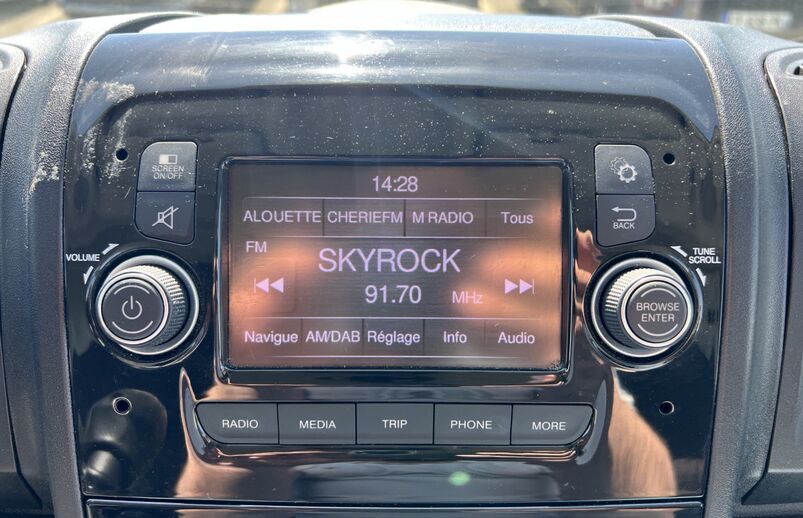 SCREEN
ON/OFF
14:28
ALOUETTE CHERIEFM M RADIO Tous
FM
SKYROCK
91.70 MHz
Navigue AM/DAB Réglage Info Audio
VOLUME
BACK
TUNE
SCROLL
BROWSE
ENTER
RADIO MEDIA TRIP PHONE MORE